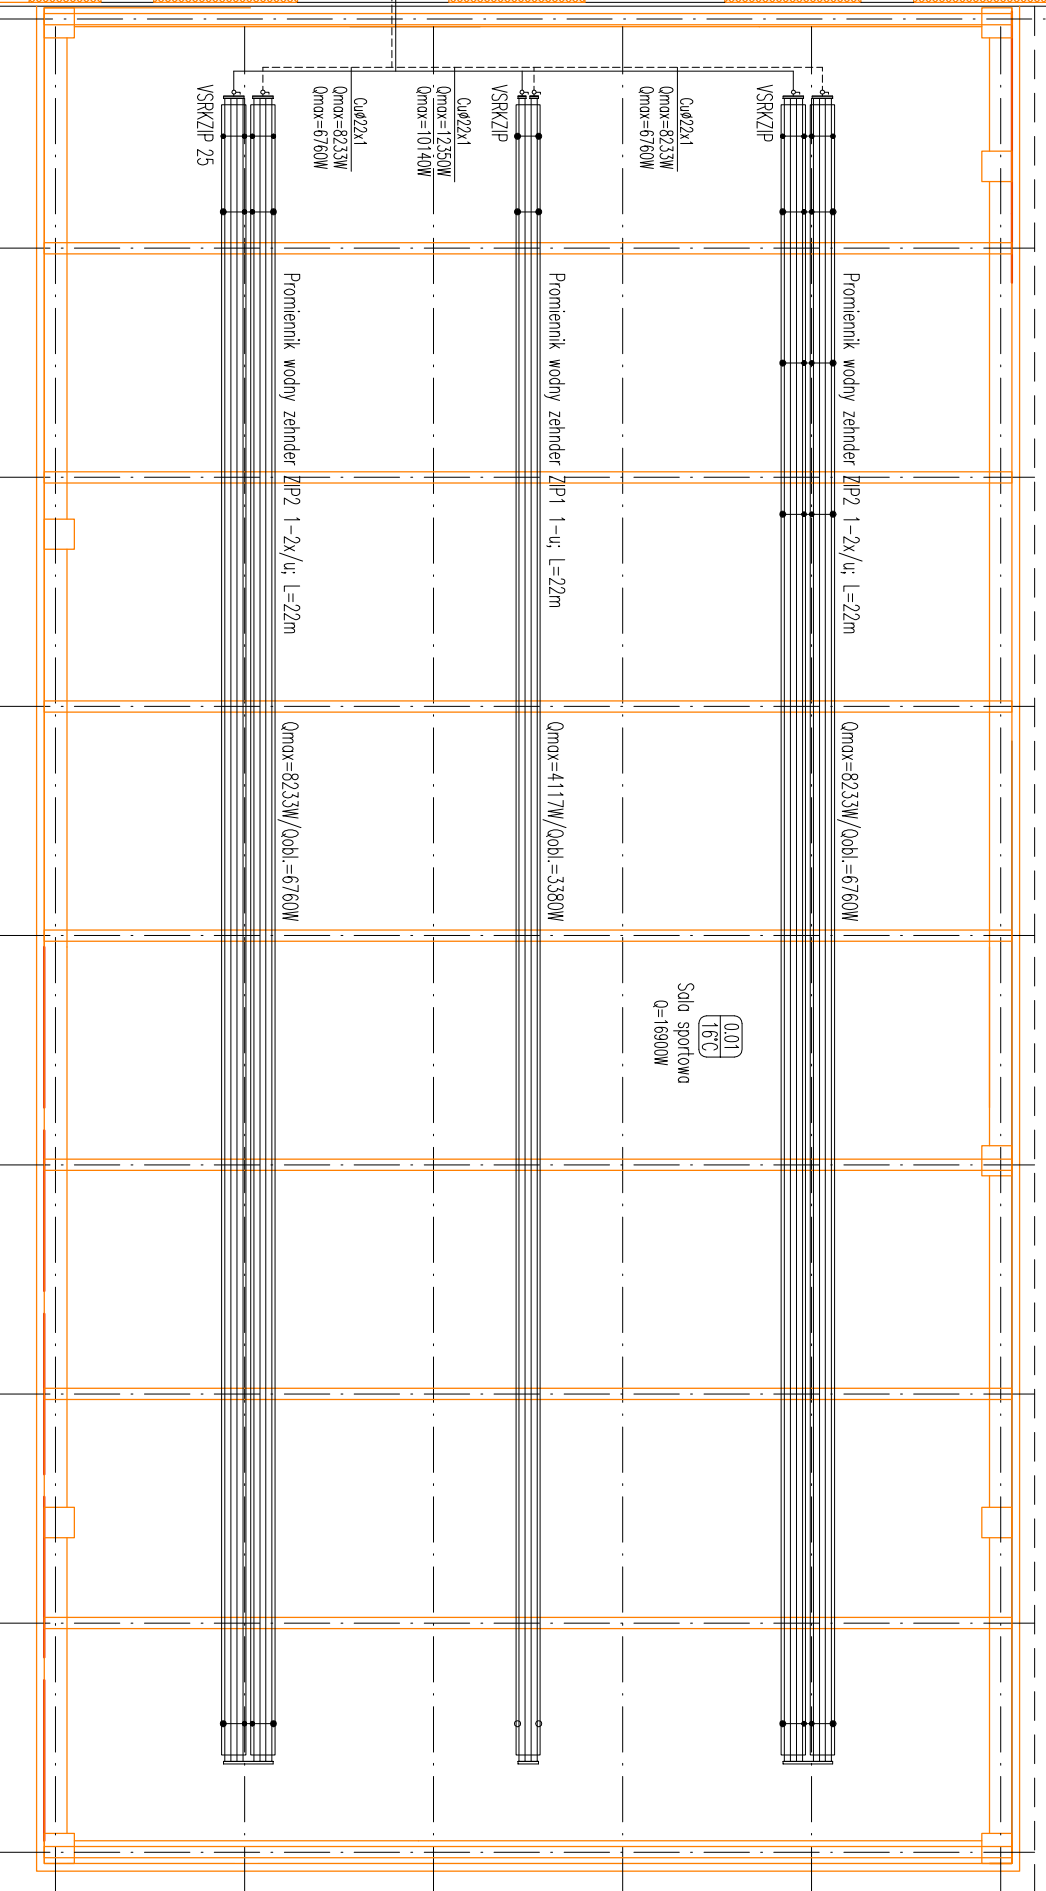 VSRKZIP
Promiennik wodny zehnder ZIP2 1-2x/u; L=22m
Qmax=8233W/Qobl.=6760W
Cuø22x1
Qmax=8233W
Qmax=6760W
0.01
16°C
Sala sportowa
Q=16900W
VSRKZIP
Promiennik wodny zehnder ZIP1 1-u; L=22m
Qmax=4117W/Qobl.=3380W
Cuø22x1
Qmax=12350W
Qmax=10140W
Cuø22x1
Qmax=8233W
Qmax=6760W
Promiennik wodny zehnder ZIP2 1-2x/u; L=22m
Qmax=8233W/Qobl.=6760W
VSRKZIP 25